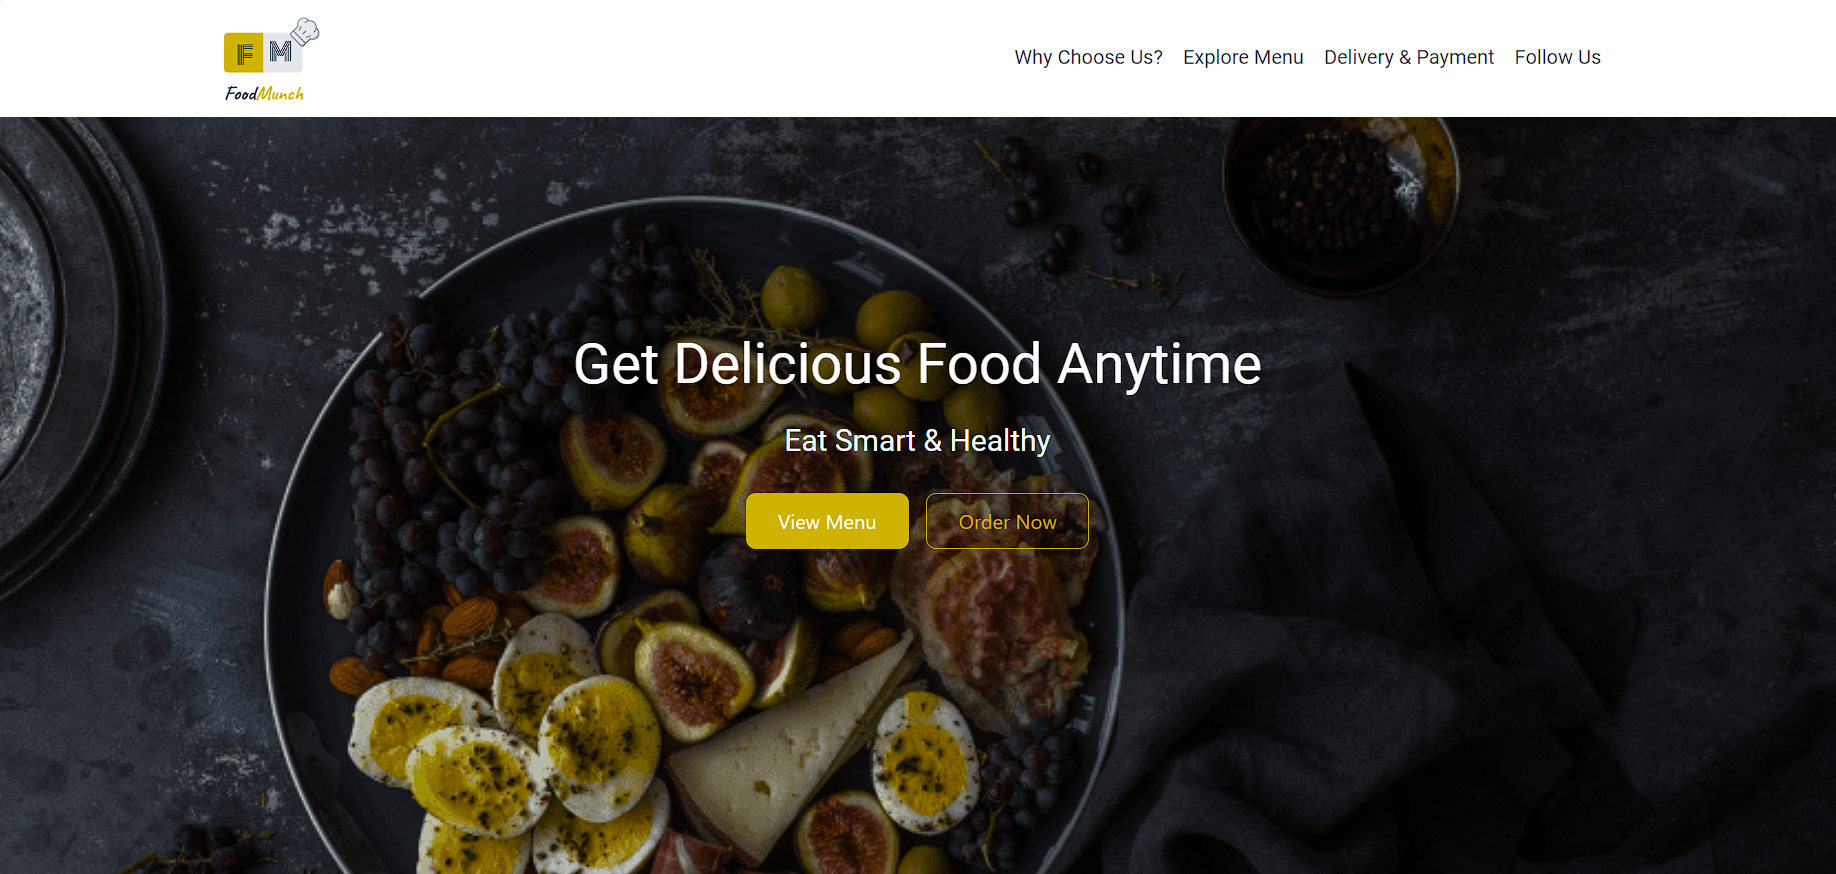 F M
FoodMunch
Why Choose Us? Explore Menu Delivery & Payment Follow Us
Get Delicious Food Anytime
Eat Smart & Healthy
View Menu Order Now